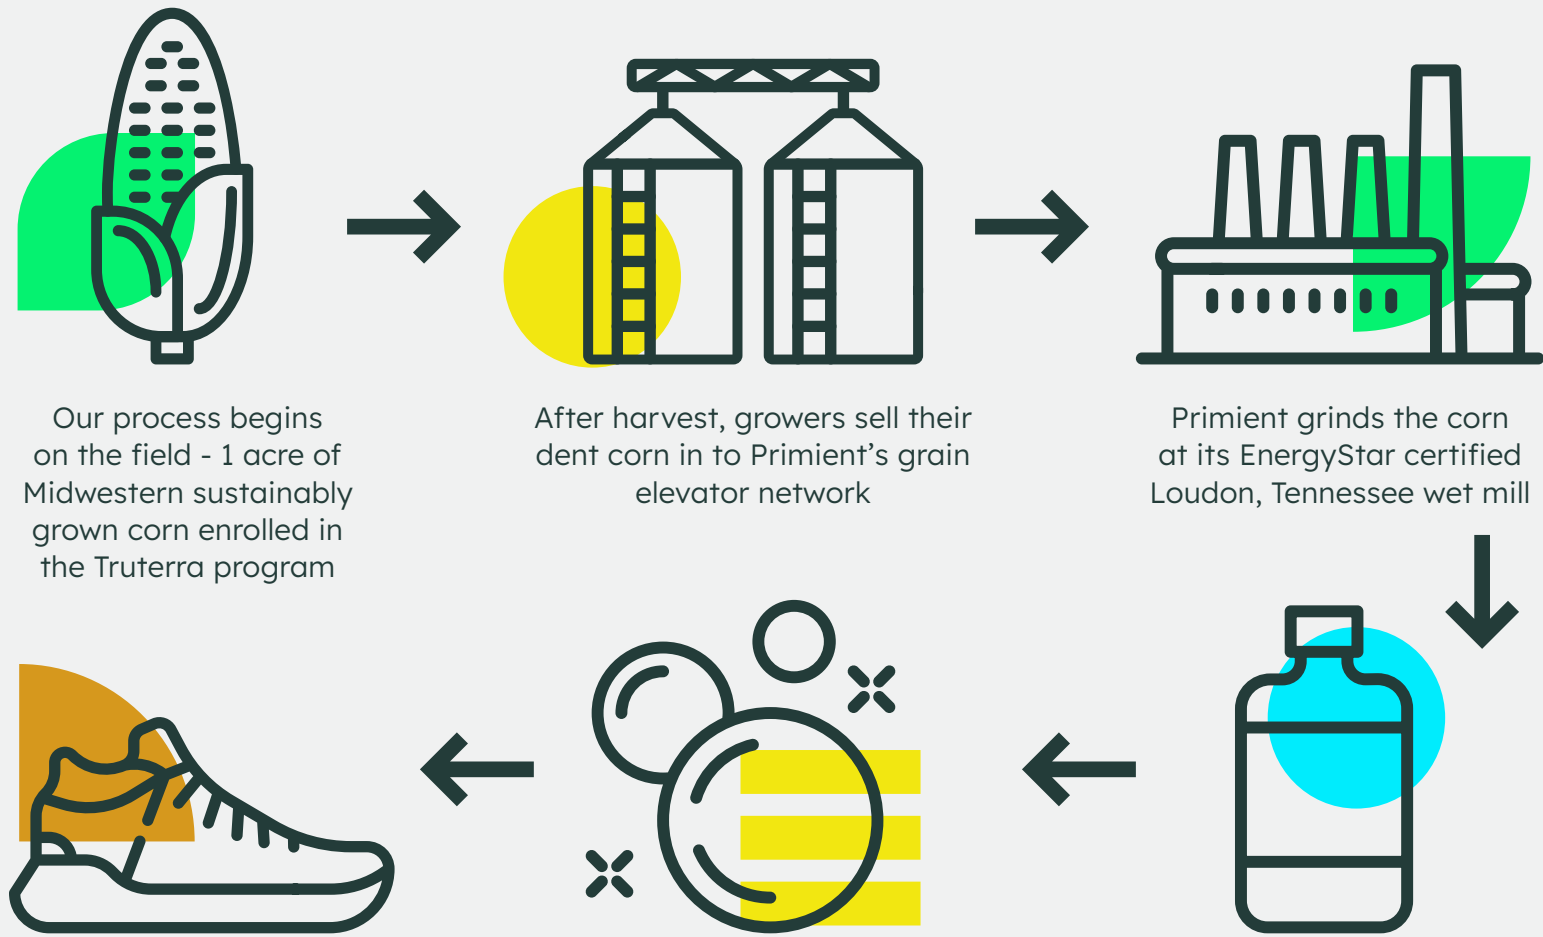 Our process begins
on the field - 1 acre of
Midwestern sustainably
grown corn enrolled in
the Truterra program
After harvest, growers sell their
dent corn in to Primient’s grain
elevator network
Primient grinds the corn
at its EnergyStar certified
Loudon, Tennessee wet mill